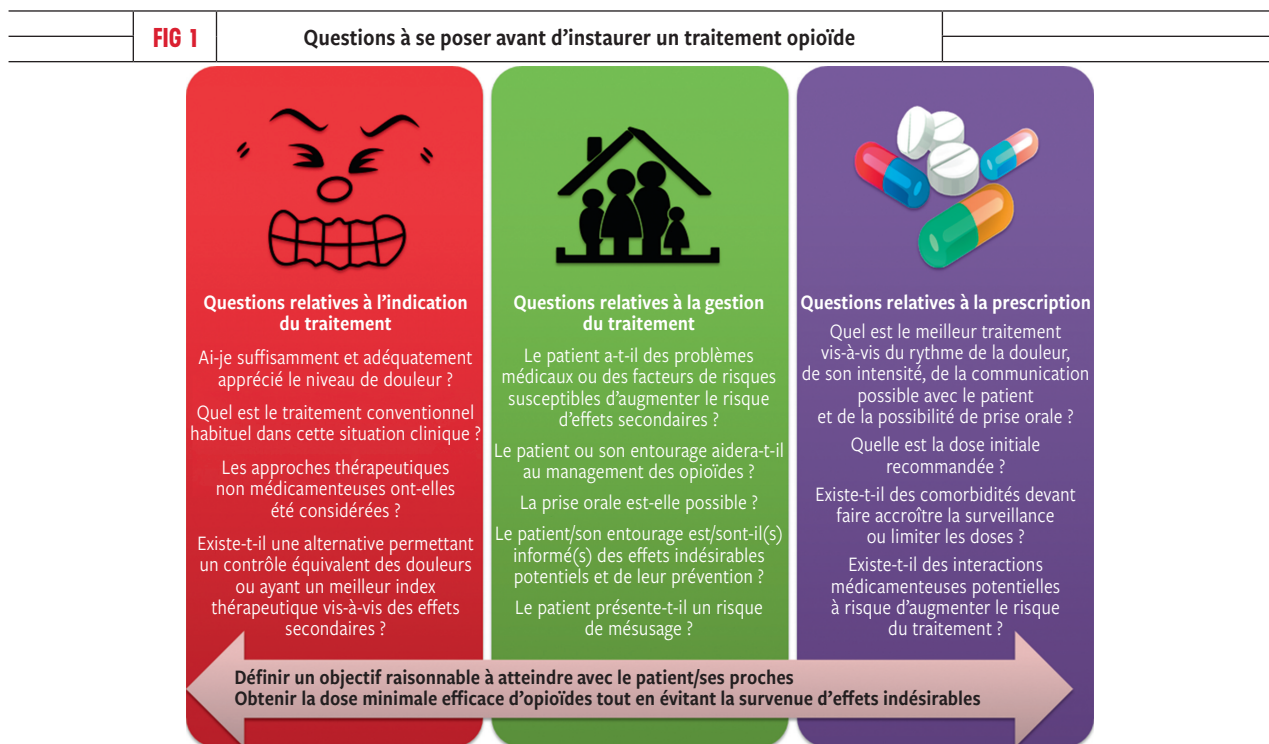 FIG 1
Questions à se poser avant d’instaurer un traitement opioïde
Questions relatives à l’indication
du traitement
Ai-je suffisamment et adéquatement
apprécié le niveau de douleur ?
Quel est le traitement conventionnel
habituel dans cette situation clinique ?
Les approches thérapeutiques
non médicamenteuses ont-elles
été considérées ?
Existe-t-il une alternative permettant
un contrôle équivalent des douleurs
ou ayant un meilleur index
thérapeutique vis-à-vis des effets
secondaires ?
Questions relatives à la gestion
du traitement
Le patient a-t-il des problèmes
médicaux ou des facteurs de risques
susceptibles d’augmenter le risque
d’effets secondaires ?
Le patient ou son entourage aidera-t-il
au management des opioïdes ?
La prise orale est-elle possible ?
Le patient/son entourage est/sont-il(s)
informé(s) des effets indésirables
potentiels et de leur prévention ?
Le patient présente-t-il un risque
de mésusage ?
Questions relatives à la prescription
Quel est le meilleur traitement
vis-à-vis du rythme de la douleur,
de son intensité, de la communication
possible avec le patient
et de la possibilité de prise orale ?
Quelle est la dose initiale
recommandée ?
Existe-t-il des comorbidités devant
faire accroître la surveillance
ou limiter les doses ?
Existe-t-il des interactions
médicamenteuses potentielles
à risque d’augmenter le risque
du traitement ?
Définir un objectif raisonnable à atteindre avec le patient/ses proches
Obtenir la dose minimale efficace d’opioïdes tout en évitant la survenue d’effets indésirables